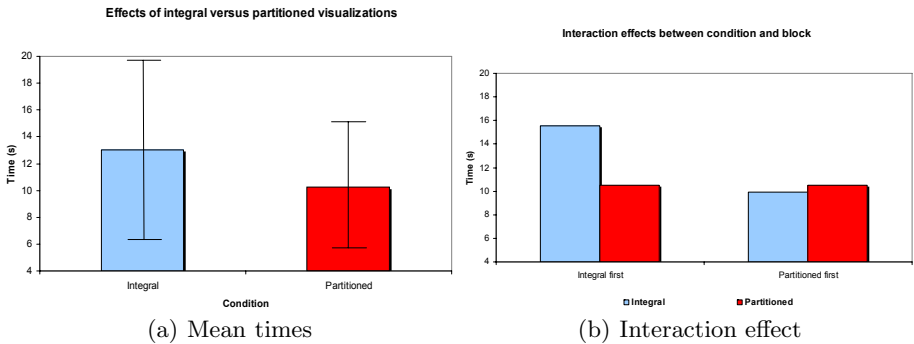 Effects of integral versus partitioned visualizations
20
18
16
14
12
10
8
6
4
Time (s)
Integral
Partitioned
Condition
(a) Mean times
Interaction effects between condition and block
20
18
16
14
12
10
8
6
4
Time (s)
Integral first
Partitioned first
Integral
Partitioned
(b) Interaction effect